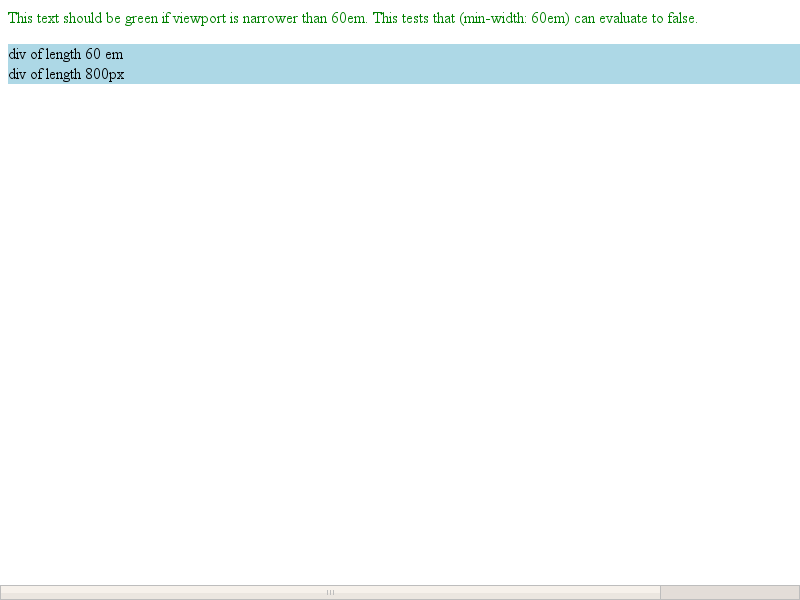 This text should be green if viewport is narrower than 60em. This tests that (min-width: 60em) can evaluate to false.
div of length 60 em
div of length 800px